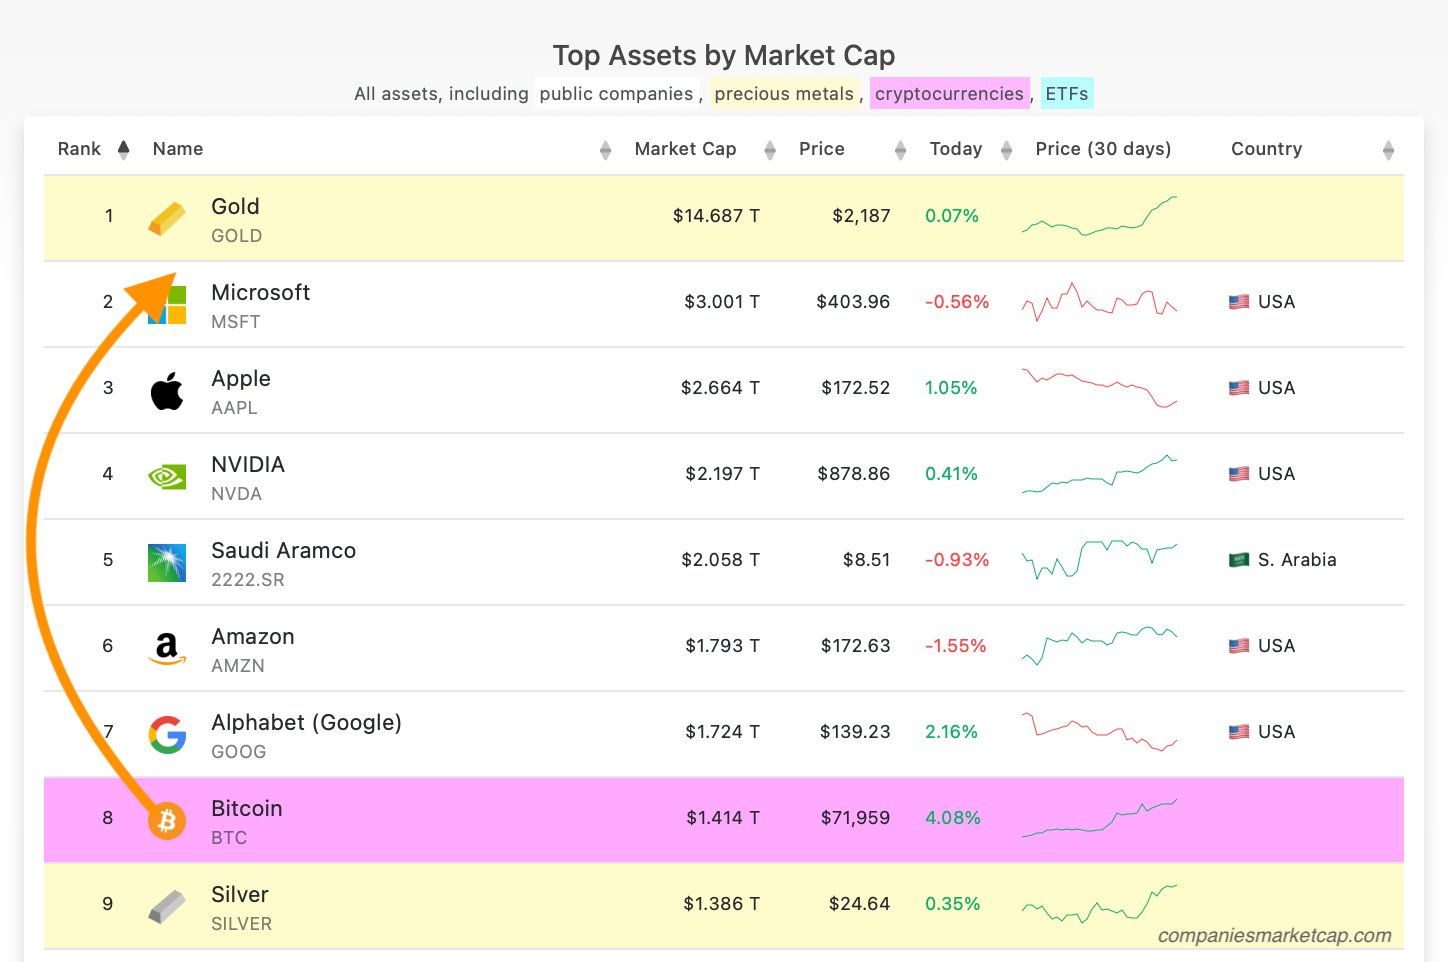 Top Assets by Market Cap
All assets, including public companies , precious metals , cryptocurrencies , ETFs
Rank Name Market Cap Price Today Price (30 days) Country
1 Gold $14.687 T $2,187 0.07%
GOLD
2 Microsoft $3.001 T $403.96 -0.56% USA
MSFT
3 Apple $2.664 T $172.52 1.05% USA
AAPL
4 NVIDIA $2.197 T $878.86 0.41% USA
NVDA
5 Saudi Aramco $2.058 T $8.51 -0.93% S. Arabia
2222.SR
6 Amazon $1.793 T $172.63 -1.55% USA
AMZN
7 Alphabet (Google) $1.724 T $139.23 2.16% USA
GOOG
8 Bitcoin $1.414 T $71,959 4.08%
BTC
9 Silver $1.386 T $24.64 0.35%
SILVER
companiesmarketcap.com